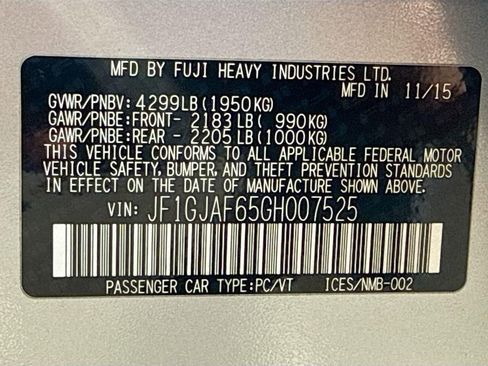 MFD BY FUJI HEAVY INDUSTRIES LTD.
MFD IN 11/15
GVWR/PNBV: 4299LB(1950KG)
GAWR/PNBE:FRONT- 2183LB( 990KG)
GAWR/PNBE:REAR - 2205LB(1000KG)
THIS VEHICLE CONFORMS TO ALL APPLICABLE FEDERAL MOTOR
VEHICLE SAFETY, BUMPER, AND THEFT PREVENTION STANDARDS
IN EFFECT ON THE DATE OF MANUFACTURE SHOWN ABOVE.
VIN: JF1GJAF65GH007525
PASSENGER CAR TYPE:PC/VT ICES/NMB-002